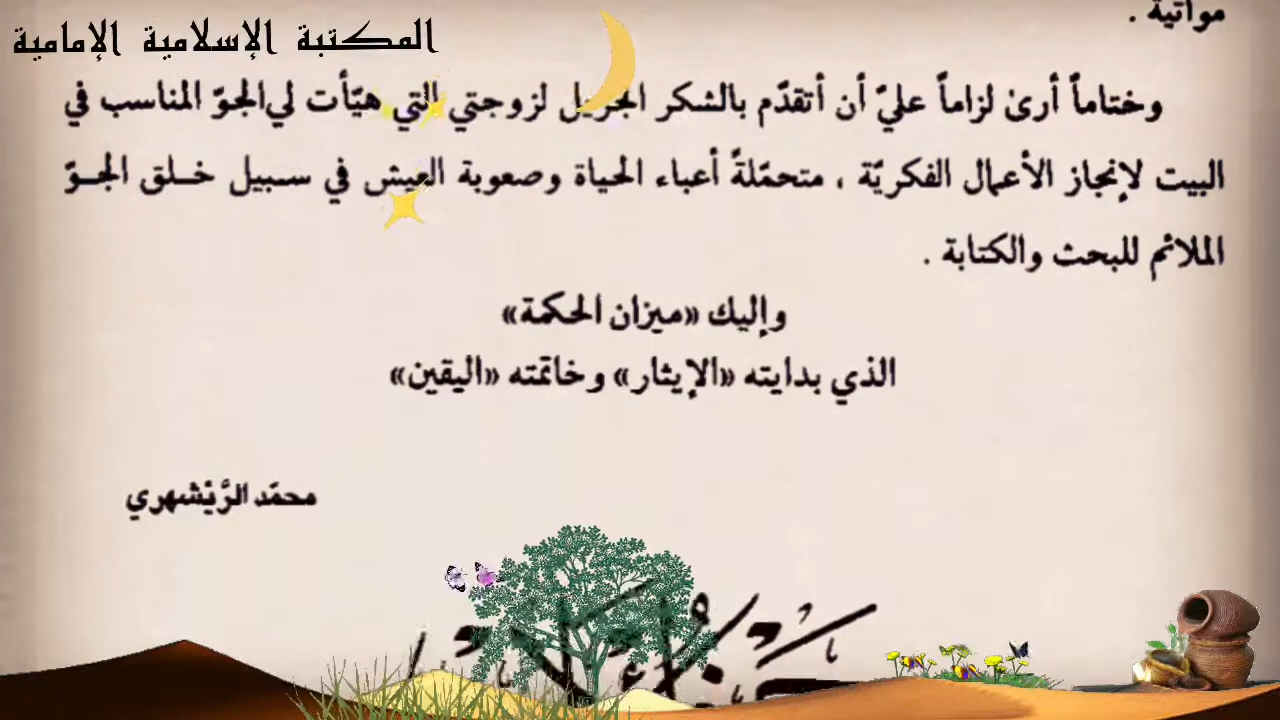 المكتبة الإسلامية الإمامية
مواتية .
وختاماً أرىٰ لزاماً عليّ أن أتقدّم بالشكر الجزيل لزوجتي التي هيّأت لي الجوّ المناسب في
البيت لإنجاز الأعمال الفكريّة ، متحمّلةً أعباء الحياة وصعوبة العيش في سبيل خلق الجوّ
الملائم للبحث والكتابة .
وإليك «ميزان الحكمة»
الذي بدايته «الإيثار» وخاتمته «اليقين»
محمّد الرَّيْشهري